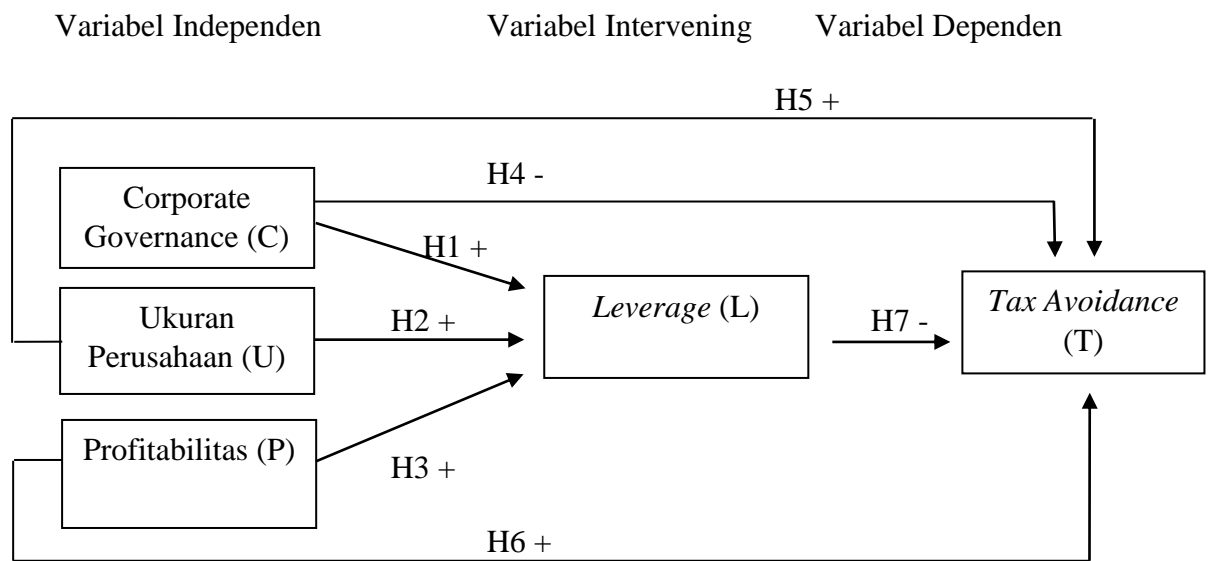 Variabel Independen
Variabel Intervening
Variabel Dependen
H5 +
H4 -
Corporate
Governance (C)
H1 +
Leverage (L)
Tax Avoidance
(T)
Ukuran
Perusahaan (U)
H2 +
H7 -
Profitabilitas (P)
H3 +
H6 +